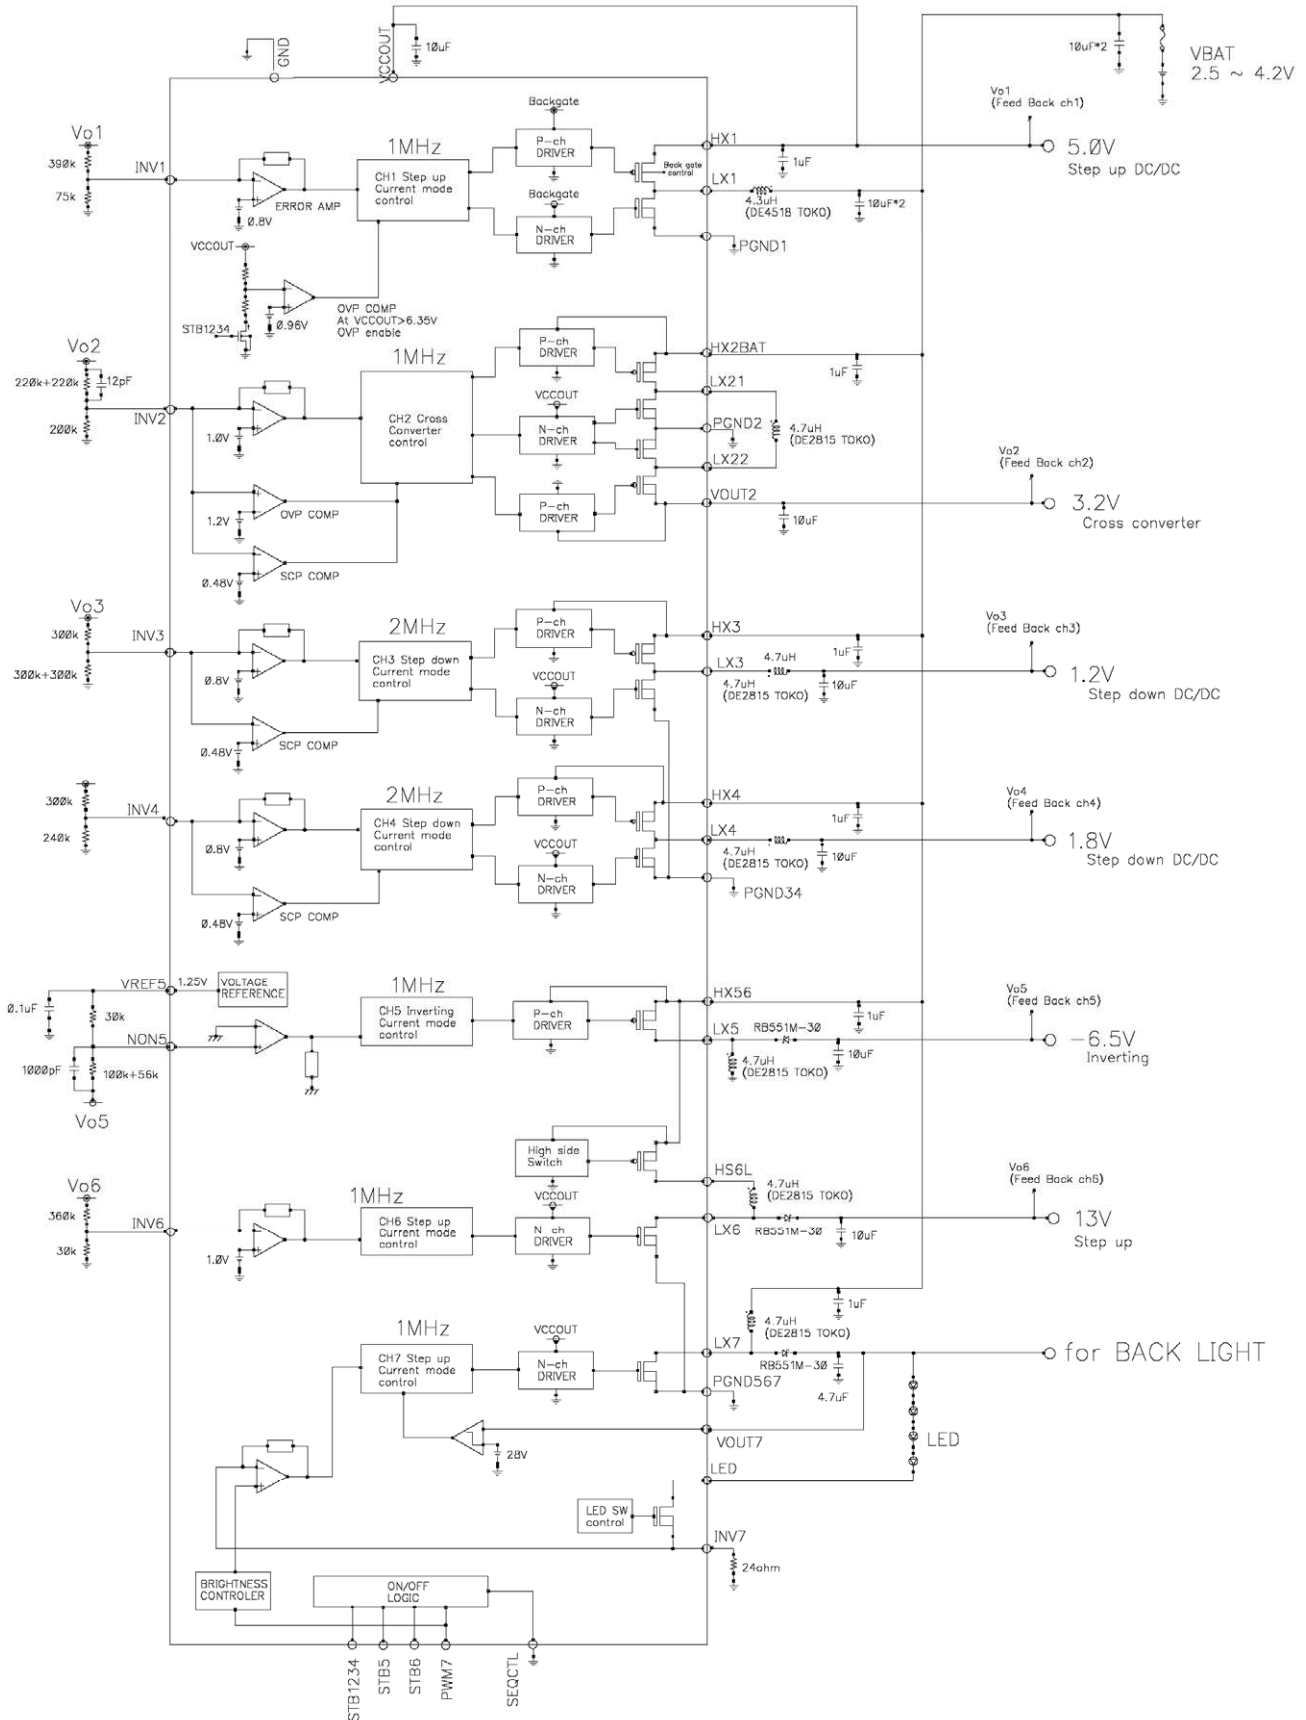 GND
VCCOUT
10uF
10uF*2
VBAT
2.5 ~ 4.2V
Vo1
390k
75k
INV1
0.8V
ERROR AMP
1MHz
CH1 Step up
Current mode
control
Backgate
P-ch
DRIVER
Backgate
N-ch
DRIVER
Back gate
control
HX1
1uF
LX1
4.3uH
(DE4518 TOKO)
10uF*2
PGND1
Vo1
(Feed Back ch1)
5.0V
Step up DC/DC
VCCOUT
STB1234
0.96V
OVP COMP
At VCCOUT>6.35V
OVP enable
Vo2
220k+220k
12pF
200k
INV2
1.0V
1.2V
OVP COMP
0.48V
SCP COMP
1MHz
CH2 Cross
Converter
control
P-ch
DRIVER
VCCOUT
N-ch
DRIVER
P-ch
DRIVER
HX2BAT
1uF
LX21
PGND2
4.7uH
(DE2815 TOKO)
LX22
VOUT2
10uF
Vo2
(Feed Back ch2)
3.2V
Cross converter
Vo3
300k
300k+300k
INV3
0.8V
0.48V
SCP COMP
2MHz
CH3 Step down
Current mode
control
P-ch
DRIVER
VCCOUT
N-ch
DRIVER
HX3
1uF
LX3
4.7uH
4.7uH
(DE2815 TOKO)
10uF
Vo3
(Feed Back ch3)
1.2V
Step down DC/DC
300k
240k
INV4
0.8V
0.48V
SCP COMP
2MHz
CH4 Step down
Current mode
control
P-ch
DRIVER
VCCOUT
N-ch
DRIVER
HX4
1uF
LX4
4.7uH
(DE2815 TOKO)
10uF
PGND34
Vo4
(Feed Back ch4)
1.8V
Step down DC/DC
VREF5
1.25V
VOLTAGE
REFERENCE
0.1uF
30k
NON5
1000pF
100k+56k
Vo5
1MHz
CH5 Inverting
Current mode
control
P-ch
DRIVER
HX56
1uF
LX5
RB551M-30
4.7uH
(DE2815 TOKO)
10uF
Vo5
(Feed Back ch5)
-6.5V
Inverting
High side
Switch
HS6L
4.7uH
(DE2815 TOKO)
Vo6
360k
30k
INV6
1.0V
1MHz
CH6 Step up
Current mode
control
VCCOUT
N ch
DRIVER
LX6
RB551M-30
10uF
Vo6
(Feed Back ch6)
13V
Step up
1uF
4.7uH
(DE2815 TOKO)
1MHz
CH7 Step up
Current mode
control
VCCOUT
N-ch
DRIVER
LX7
RB551M-30
4.7uF
PGND567
for BACK LIGHT
28V
VOUT7
LED
LED
LED SW
control
INV7
24ohm
BRIGHTNESS
CONTROLER
ON/OFF
LOGIC
STB1234
STB5
STB6
PWM7
SEQCTL